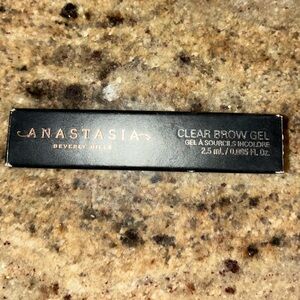 ANASTASIA
BEVERLY HILLS
CLEAR BROW GEL
GEL À SOURCILS INCOLORE
2.5 mL / 0.085 Fl. Oz.